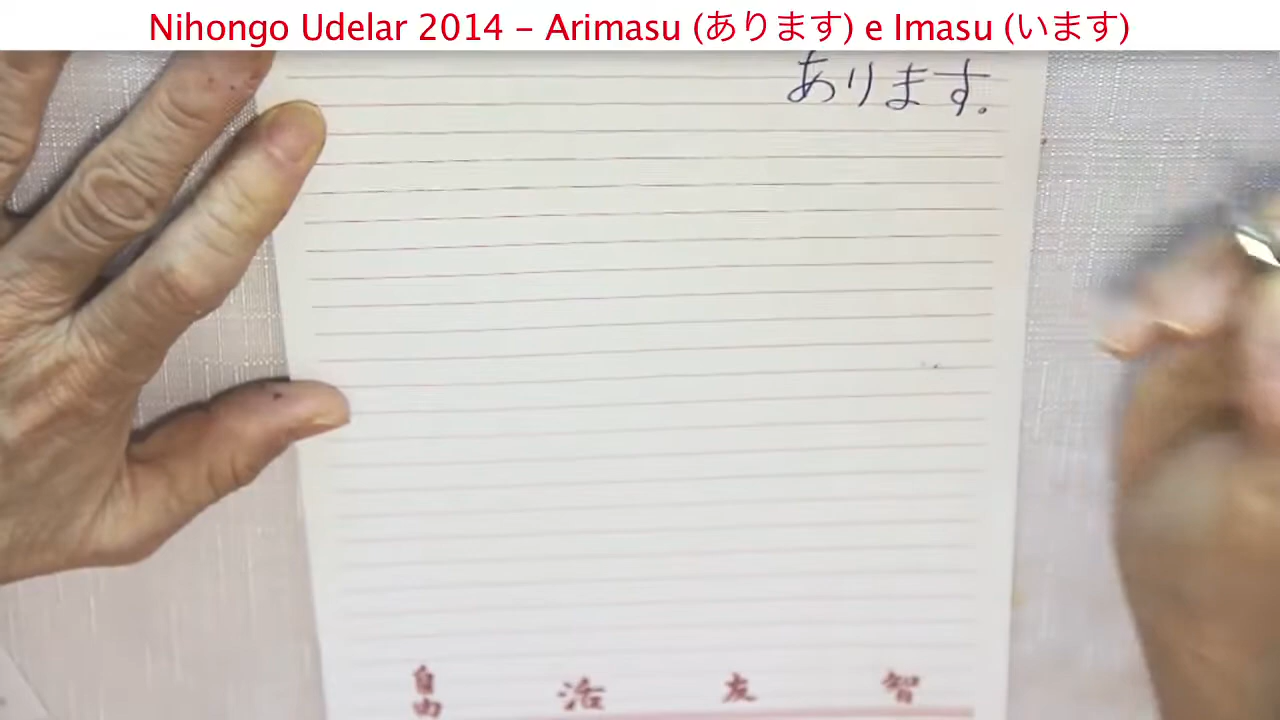 Nihongo Udelar 2014 - Arimasu (あります) e Imasu (います)
あります。
自由 活 友 智